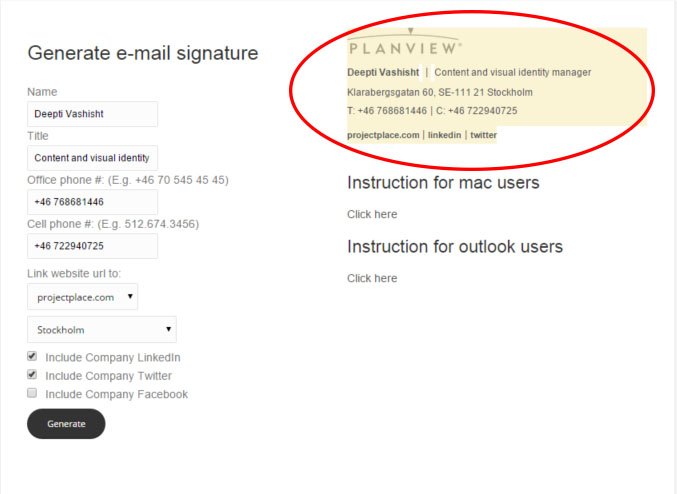 Generate e-mail signature
Name
Deepti Vashisht
Title
Content and visual identity
Office phone #: (E.g. +46 70 545 45 45)
+46 768681446
Cell phone #: (E.g. 512.674.3456)
+46 722940725
Link website url to:
projectplace.com
Stockholm
Include Company LinkedIn
Include Company Twitter
Include Company Facebook
Generate
PLANVIEW
Deepti Vashisht | Content and visual identity manager
Klarabergsgatan 60, SE-111 21 Stockholm
T: +46 768681446 | C: +46 722940725
projectplace.com | linkedin | twitter
Instruction for mac users
Click here
Instruction for outlook users
Click here